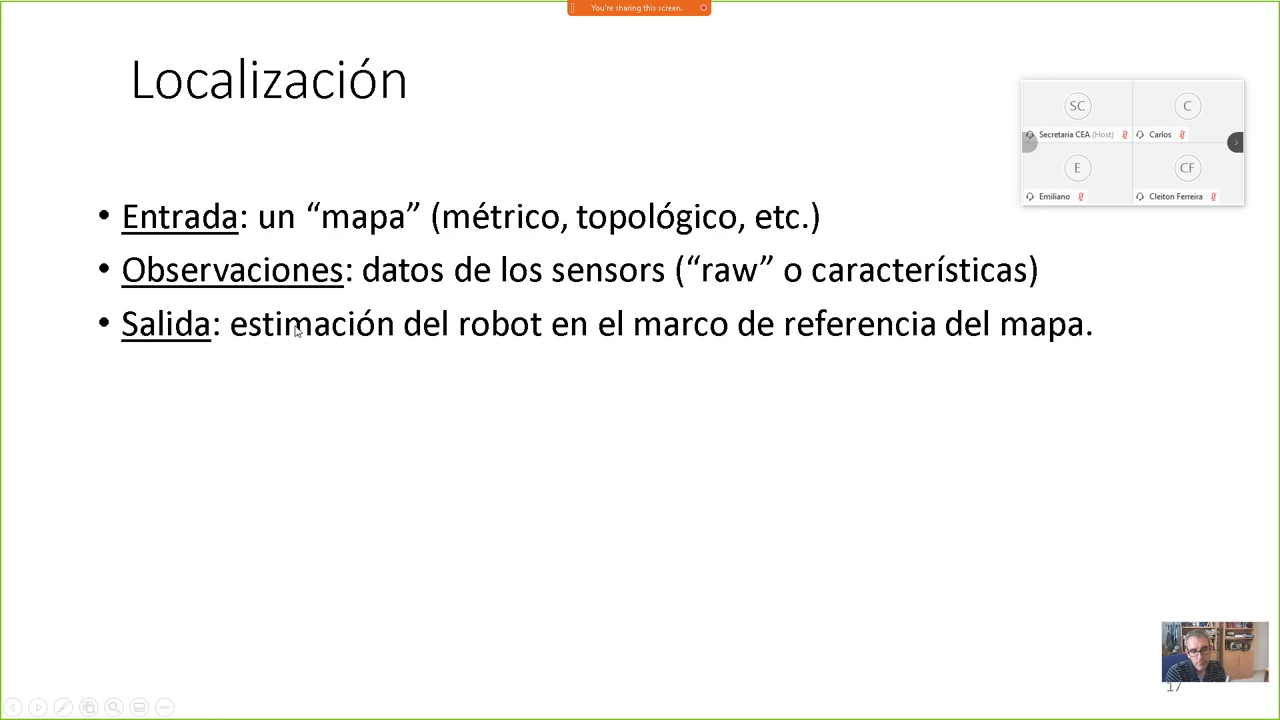 You're sharing this screen.
Localización
SC
C
Secretaria CEA (Host)
Carlos
E
CF
Emiliano
Cleiton Ferreira
• Entrada: un “mapa” (métrico, topológico, etc.)
• Observaciones: datos de los sensors (“raw” o características)
• Salida: estimación del robot en el marco de referencia del mapa.
17